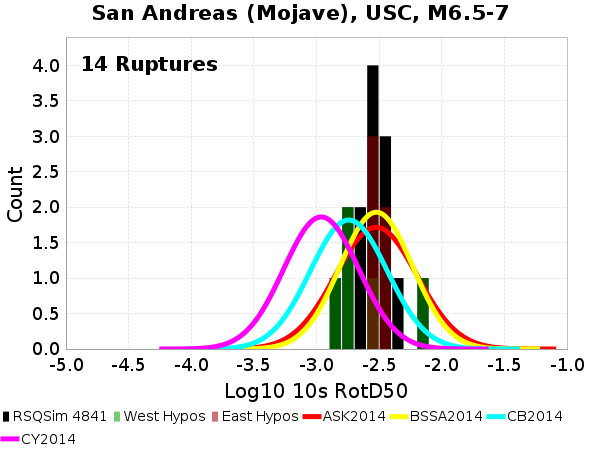 San Andreas (Mojave), USC, M6.5-7
14 Ruptures
4.0
3.5
3.0
2.5
2.0
1.5
1.0
0.5
0.0
Count
-5.0 -4.5 -4.0 -3.5 -3.0 -2.5 -2.0 -1.5 -1.0
Log10 10s RotD50
RSQSim 4841 West Hypos East Hypos ASK2014 BSSA2014 CB2014
CY2014